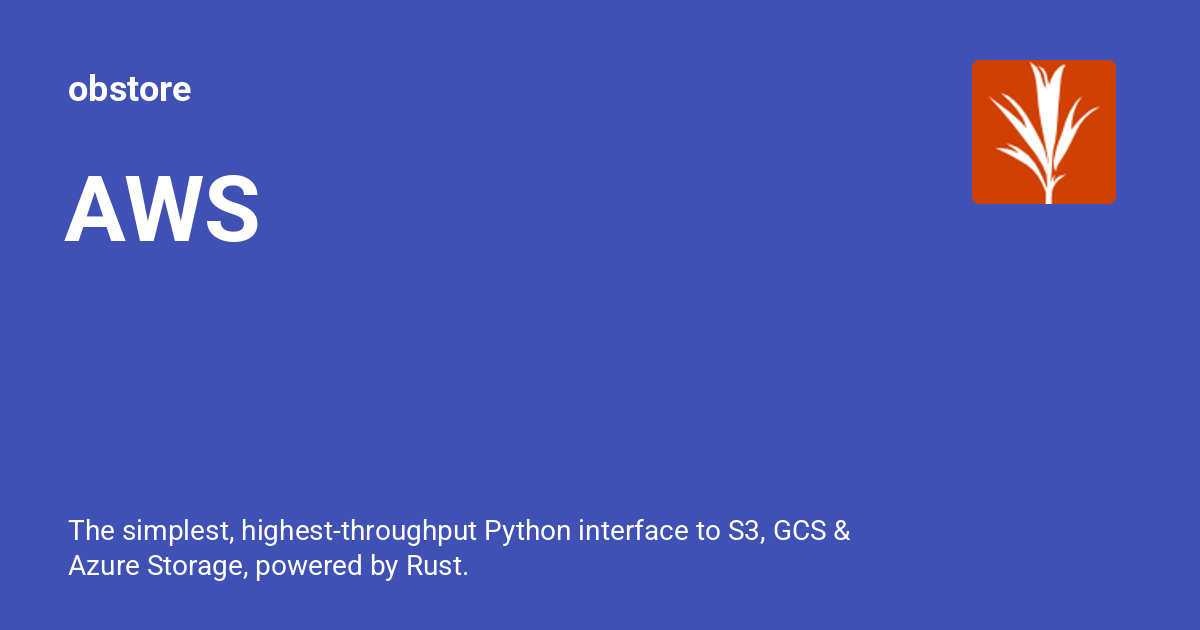 obstore
AWS
The simplest, highest-throughput Python interface to S3, GCS &
Azure Storage, powered by Rust.